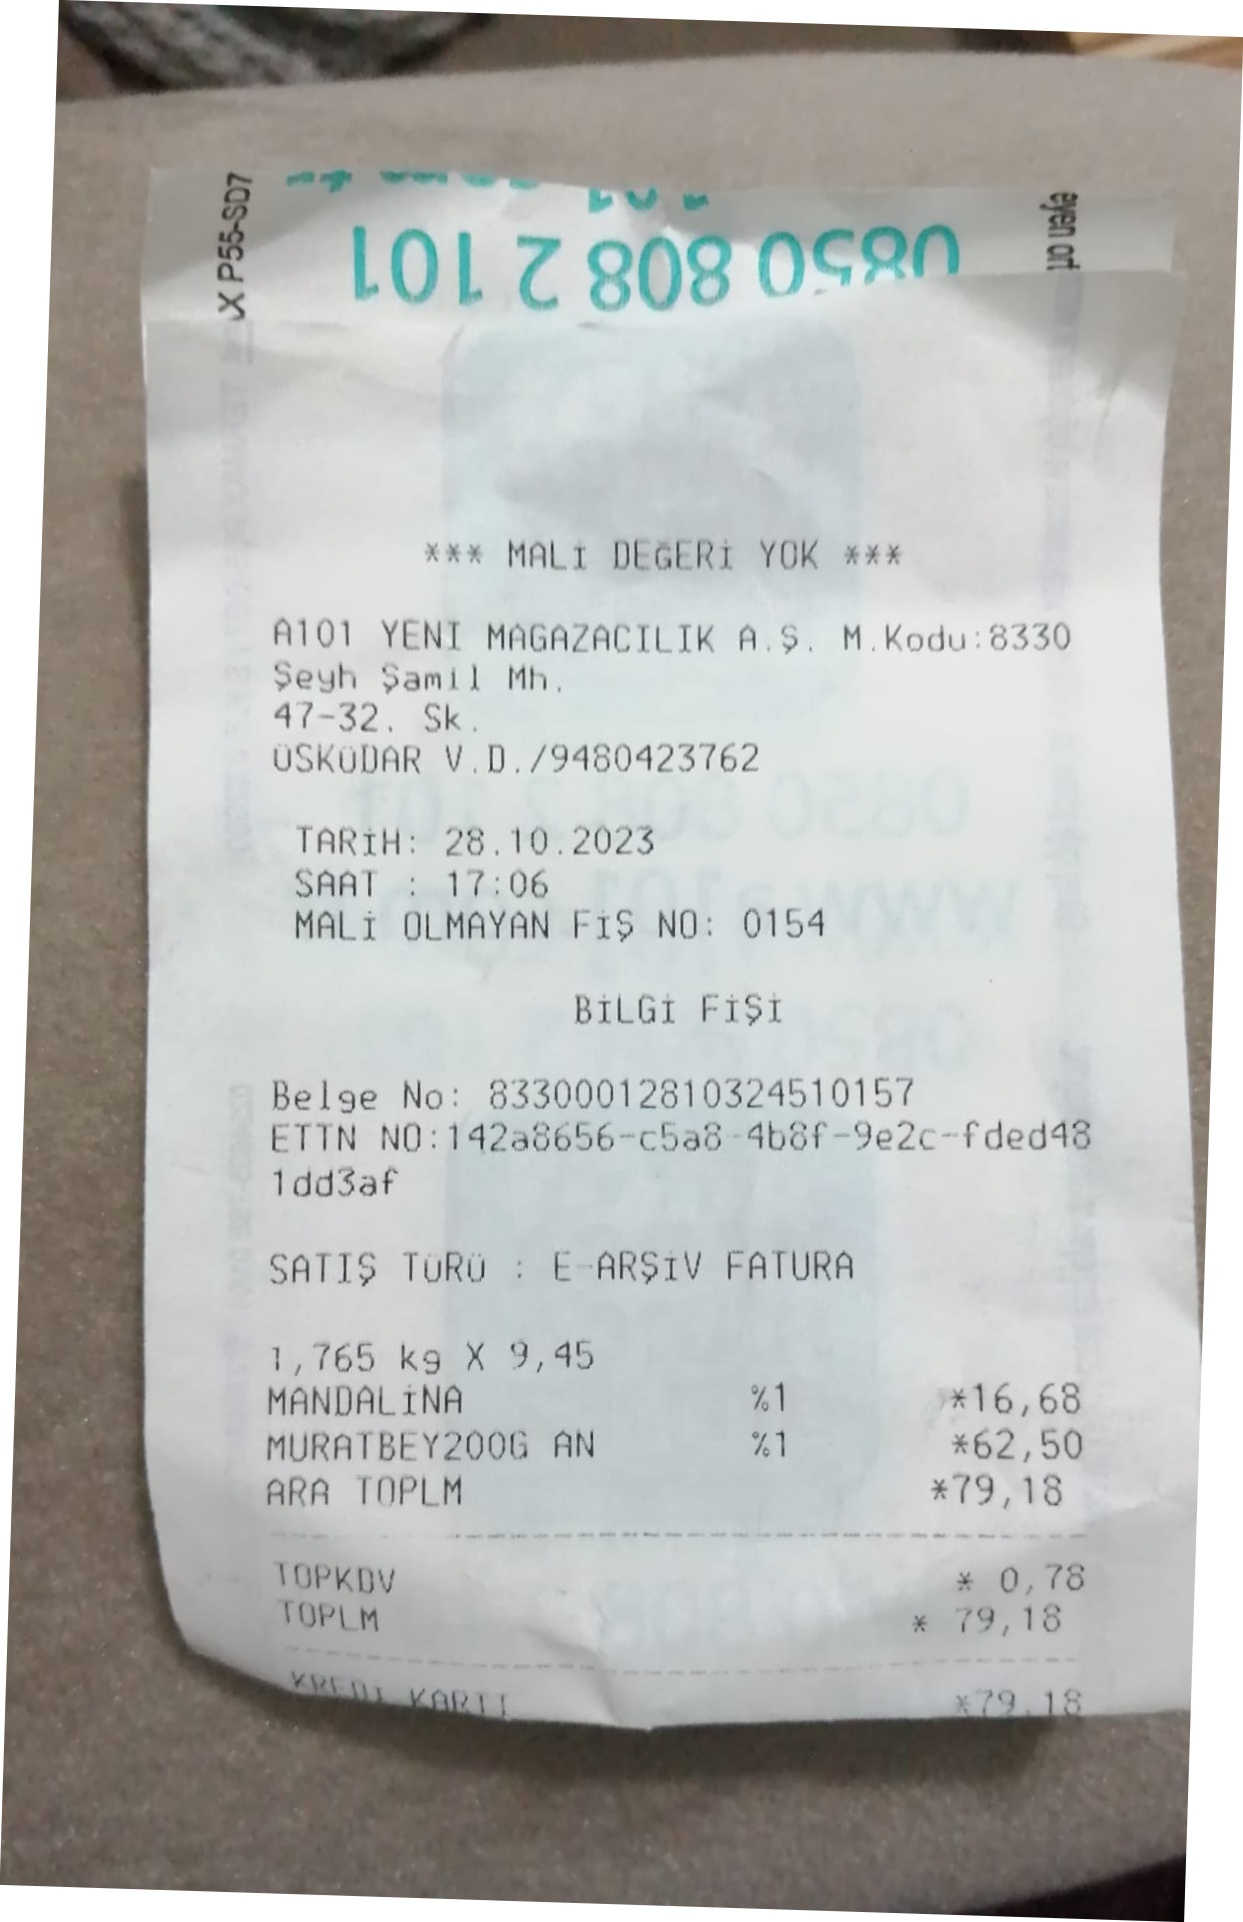 X P55-SD7
0850 808 2 101
*** MALİ DEĞERİ YOK ***
A101 YENI MAGAZACILIK A.Ş. M.Kodu:8330
Şeyh Şamil Mh.
47-32. Sk.
ÜSKÜDAR V.D./9480423762
TARİH: 28.10.2023
SAAT : 17:06
MALİ OLMAYAN FİŞ NO: 0154
BİLGİ FİŞİ
Belge No: 83300012810324510157
ETTN NO:142a8656-c5a8-4b8f-9e2c-fded48
1dd3af
SATIŞ TÜRÜ : E-ARŞİV FATURA
1,765 kg X 9,45
MANDALİNA %1 *16,68
MURATBEY200G AN %1 *62,50
ARA TOPLM *79,18
TOPKDV * 0,78
TOPLM * 79,18
KREDI KARTI *79,18